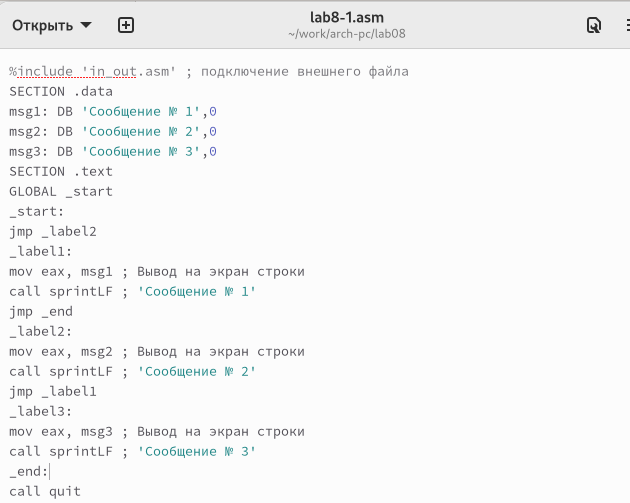 Открыть
lab8-1.asm
~/work/arch-pc/lab08
%include 'in_out.asm' ; подключение внешнего файла
SECTION .data
msg1: DB 'Сообщение № 1',0
msg2: DB 'Сообщение № 2',0
msg3: DB 'Сообщение № 3',0
SECTION .text
GLOBAL _start
_start:
jmp _label2
_label1:
mov eax, msg1 ; Вывод на экран строки
call sprintLF ; 'Сообщение № 1'
jmp _end
_label2:
mov eax, msg2 ; Вывод на экран строки
call sprintLF ; 'Сообщение № 2'
jmp _label1
_label3:
mov eax, msg3 ; Вывод на экран строки
call sprintLF ; 'Сообщение № 3'
_end:
call quit